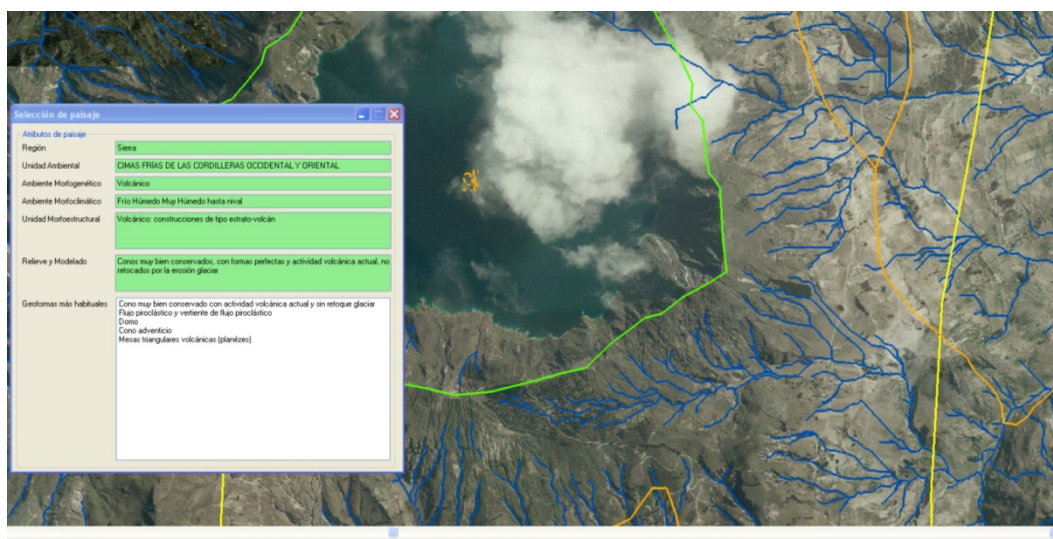 Selección de paisaje
Atributos de paisaje
Región
Sierra
Unidad Ambiental
CIMAS FRÍAS DE LAS CORDILLERAS OCCIDENTAL Y ORIENTAL
Ambiente Morfogenético
Volcánico
Ambiente Morfoclimático
Frío Húmedo Muy Húmedo hasta nival
Unidad Morfoestructural
Volcánico: construcciones de tipo estrato-volcán
Relieve y Modelado
Conos muy bien conservados, con formas perfectas y actividad volcánica actual, no
retocados por la erosión glaciar
Geoformas más habituales
Cono muy bien conservado con actividad volcánica actual y sin retoque glaciar
Flujo piroclástico y vertiente de flujo piroclástico
Domo
Cono adventicio
Mesas triangulares volcánicas (planézes)